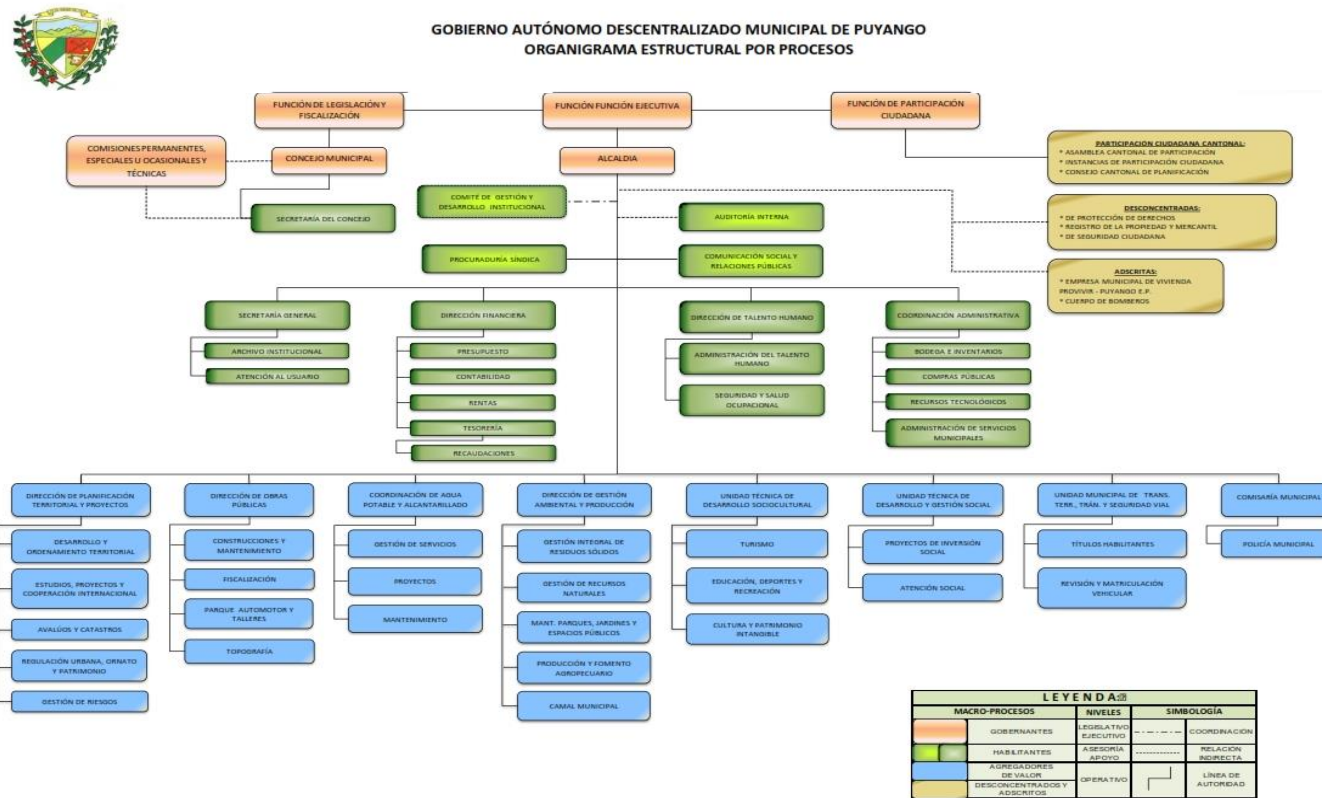 GOBIERNO AUTÓNOMO DESCENTRALIZADO MUNICIPAL DE PUYANGO
ORGANIGRAMA ESTRUCTURAL POR PROCESOS
FUNCIÓN DE LEGISLACIÓN Y
FISCALIZACIÓN
FUNCIÓN FUNCIÓN EJECUTIVA
FUNCIÓN DE PARTICIPACIÓN
CIUDADANA
COMISIONES PERMANENTES,
ESPECIALES U OCASIONALES Y
TÉCNICAS
CONCEJO MUNICIPAL
ALCALDIA
PARTICIPACIÓN CIUDADANA CANTONAL:
* ASAMBLEA CANTONAL DE PARTICIPACIÓN
* INSTANCIAS DE PARTICIPACIÓN CIUDADANA
* CONSEJO CANTONAL DE PLANIFICACIÓN
SECRETARÍA DEL CONCEJO
COMITÉ DE GESTIÓN Y
DESARROLLO INSTITUCIONAL
AUDITORÍA INTERNA
DESCONCENTRADAS:
* DE PROTECCIÓN DE DERECHOS
* REGISTRO DE LA PROPIEDAD Y MERCANTIL
* DE SEGURIDAD CIUDADANA
PROCURADURÍA SÍNDICA
COMUNICACIÓN SOCIAL Y
RELACIONES PÚBLICAS
ADSCRITAS:
* EMPRESA MUNICIPAL DE VIVIENDA
PROVIVIR - PUYANGO E.P.
* CUERPO DE BOMBEROS
SECRETARÍA GENERAL
ARCHIVO INSTITUCIONAL
ATENCIÓN AL USUARIO
DIRECCIÓN FINANCIERA
PRESUPUESTO
CONTABILIDAD
RENTAS
TESORERÍA
RECAUDACIONES
DIRECCIÓN DE TALENTO HUMANO
ADMINISTRACIÓN DEL TALENTO
HUMANO
SEGURIDAD Y SALUD
OCUPACIONAL
COORDINACIÓN ADMINISTRATIVA
BODEGA E INVENTARIOS
COMPRAS PÚBLICAS
RECURSOS TECNOLÓGICOS
ADMINISTRACIÓN DE SERVICIOS
MUNICIPALES
DIRECCIÓN DE PLANIFICACIÓN
TERRITORIAL Y PROYECTOS
DESARROLLO Y
ORDENAMIENTO TERRITORIAL
ESTUDIOS, PROYECTOS Y
COOPERACIÓN INTERNACIONAL
AVALÚOS Y CATASTROS
REGULACIÓN URBANA, ORNATO
Y PATRIMONIO
GESTIÓN DE RIESGOS
DIRECCIÓN DE OBRAS
PÚBLICAS
CONSTRUCCIONES Y
MANTENIMIENTO
FISCALIZACIÓN
PARQUE AUTOMOTOR Y
TALLERES
TOPOGRAFÍA
COORDINACIÓN DE AGUA
POTABLE Y ALCANTARILLADO
GESTIÓN DE SERVICIOS
PROYECTOS
MANTENIMIENTO
DIRECCIÓN DE GESTIÓN
AMBIENTAL Y PRODUCCIÓN
GESTIÓN INTEGRAL DE
RESIDUOS SÓLIDOS
GESTIÓN DE RECURSOS
NATURALES
MANT. PARQUES, JARDINES Y
ESPACIOS PÚBLICOS
PRODUCCIÓN Y FOMENTO
AGROPECUARIO
CAMAL MUNICIPAL
UNIDAD TÉCNICA DE
DESARROLLO SOCIOCULTURAL
TURISMO
EDUCACIÓN, DEPORTES Y
RECREACIÓN
CULTURA Y PATRIMONIO
INTANGIBLE
UNIDAD TÉCNICA DE
DESARROLLO Y GESTIÓN SOCIAL
PROYECTOS DE INVERSIÓN
SOCIAL
ATENCIÓN SOCIAL
UNIDAD MUNICIPAL DE TRANS.
TERR., TRÁN. Y SEGURIDAD VIAL
TÍTULOS HABILITANTES
REVISIÓN Y MATRICULACIÓN
VEHICULAR
COMISARÍA MUNICIPAL
POLICÍA MUNICIPAL
LEYENDA:
MACRO-PROCESOS NIVELES SIMBOLOGÍA
GOBERNANTES LEGISLATIVO EJECUTIVO COORDINACIÓN
HABILITANTES ASESORÍA APOYO RELACIÓN INDIRECTA
AGREGADORES DE VALOR OPERATIVO LÍNEA DE AUTORIDAD
DESCONCENTRADOS Y ADSCRITOS